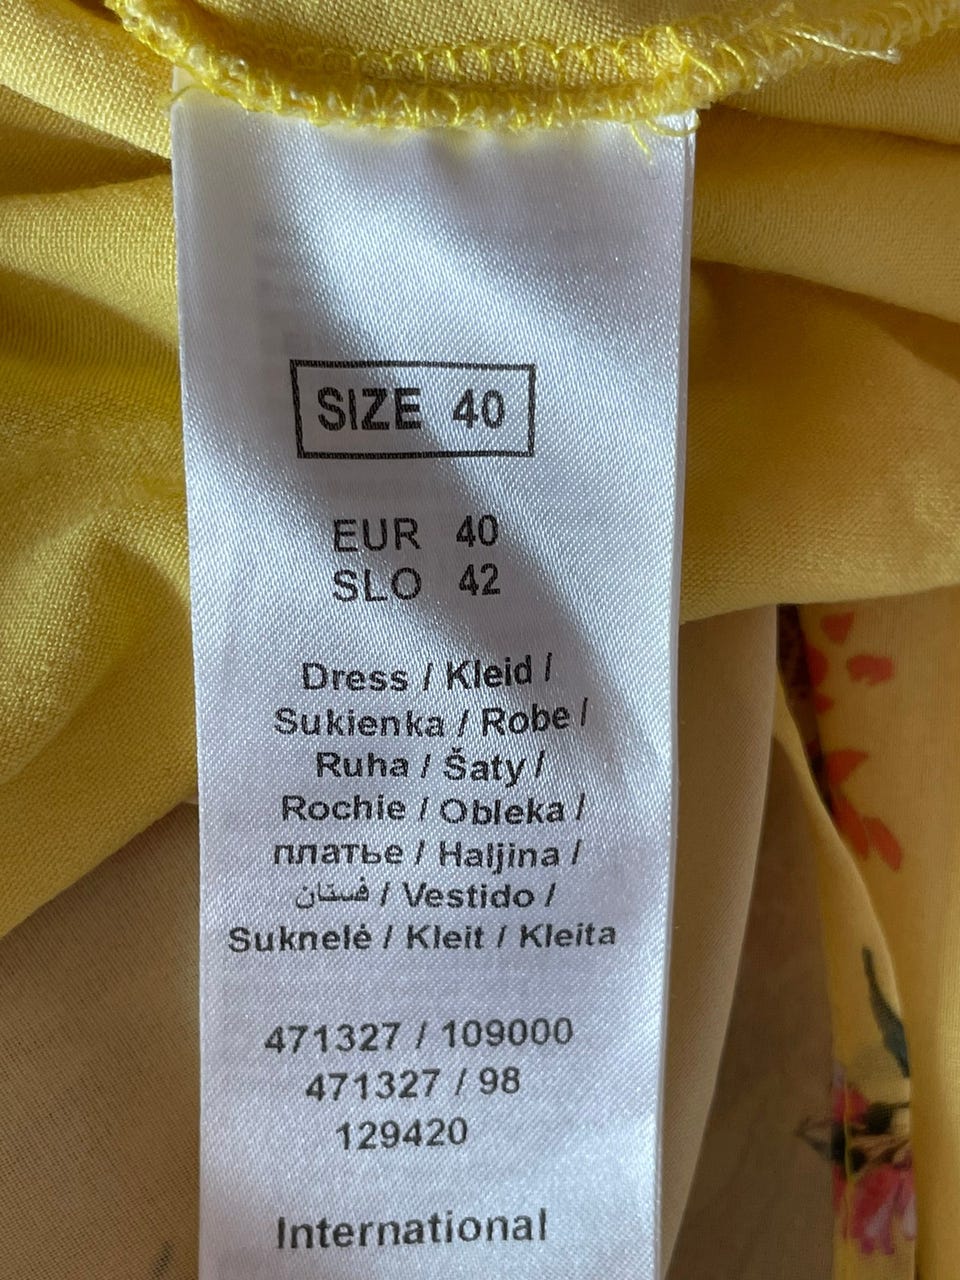 SIZE 40
EUR 40
SLO 42
Dress / Kleid /
Sukienka / Robe /
Ruha / Šaty /
Rochie / Obleka /
платье / Haljina /
فستان / Vestido /
Suknelė / Kleit / Kleita
471327 / 109000
471327 / 98
129420
International